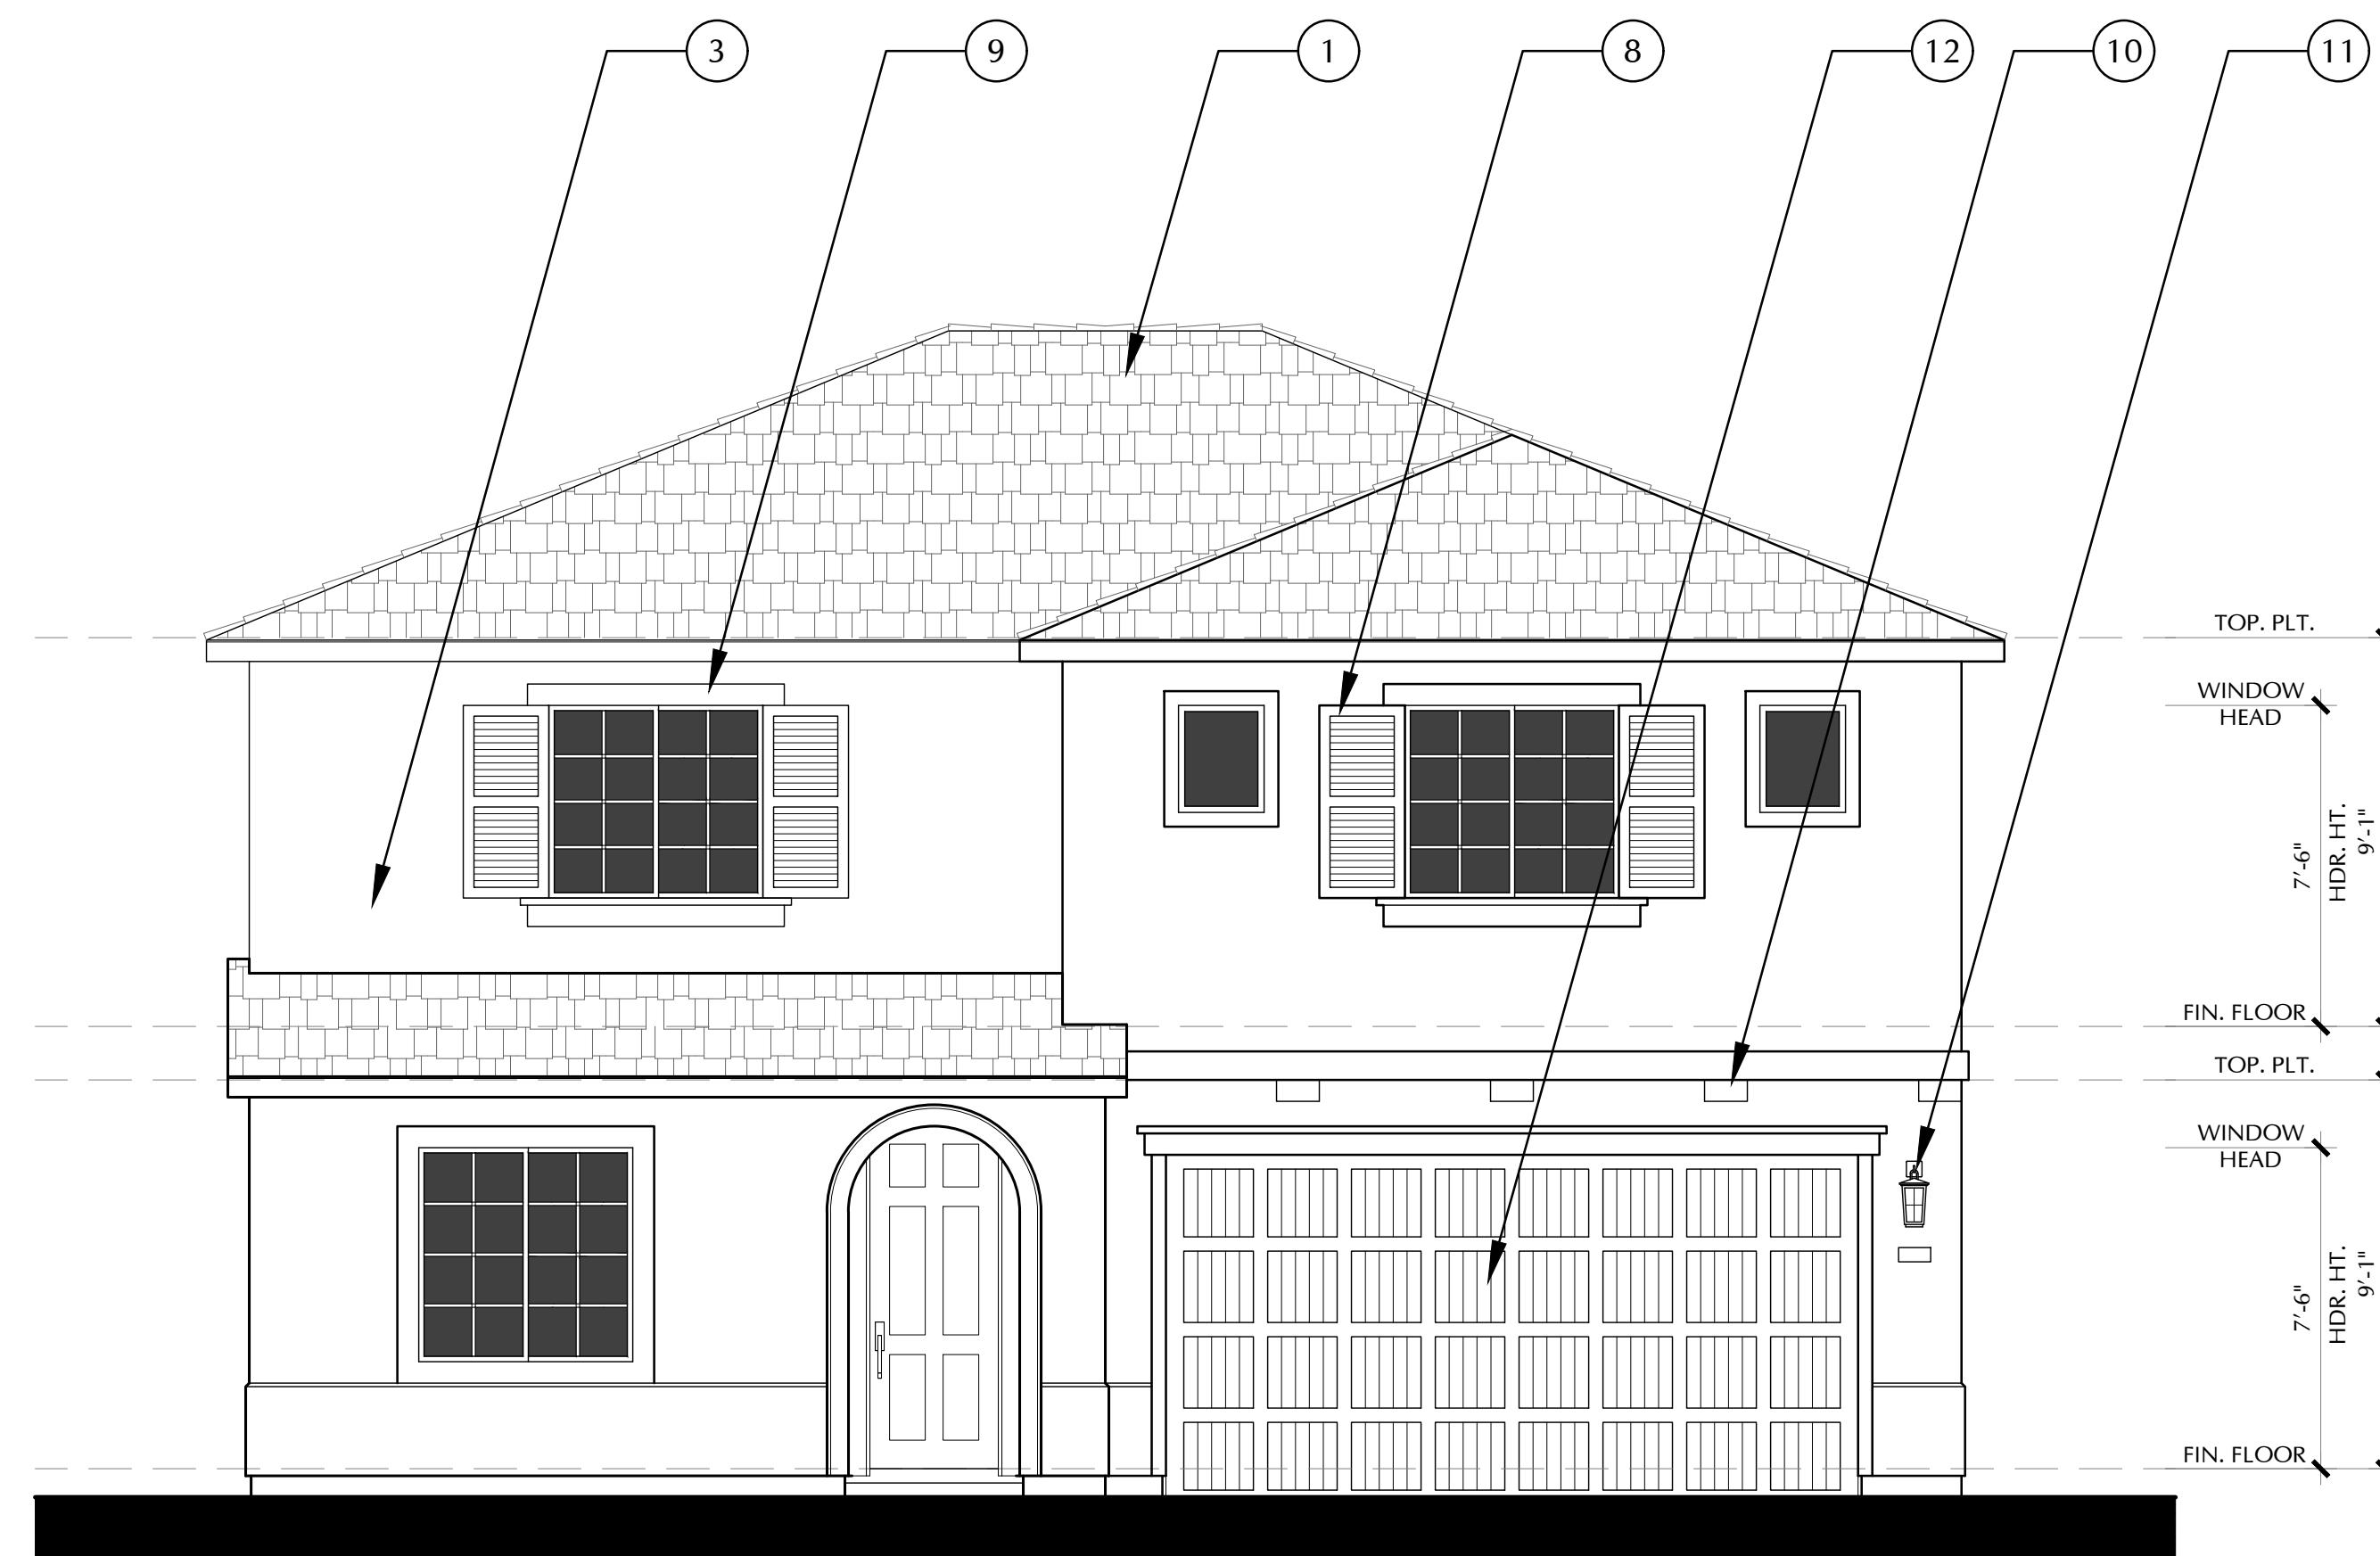 3
9
1
8
12
10
11
TOP. PLT.
WINDOW
HEAD
7'-6"
HDR. HT.
9'-1"
FIN. FLOOR
TOP. PLT.
WINDOW
HEAD
7'-6"
HDR. HT.
9'-1"
FIN. FLOOR